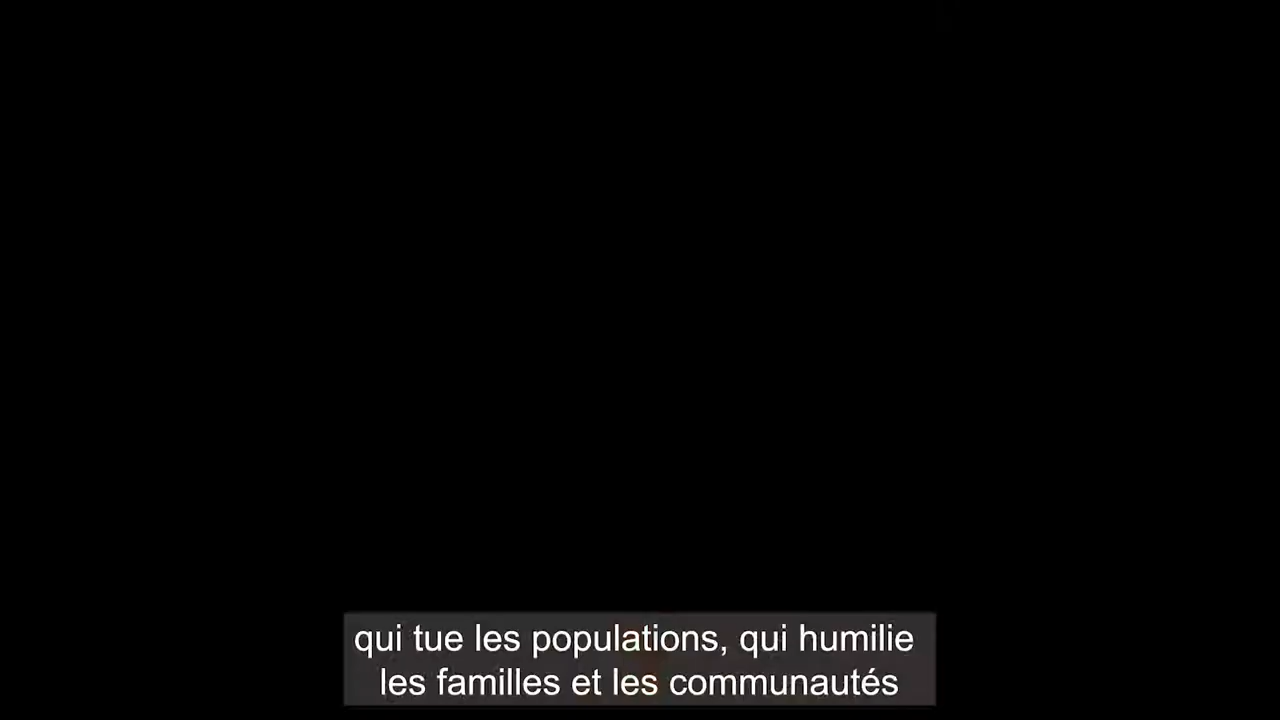 qui tue les populations, qui humilie
les familles et les communautés